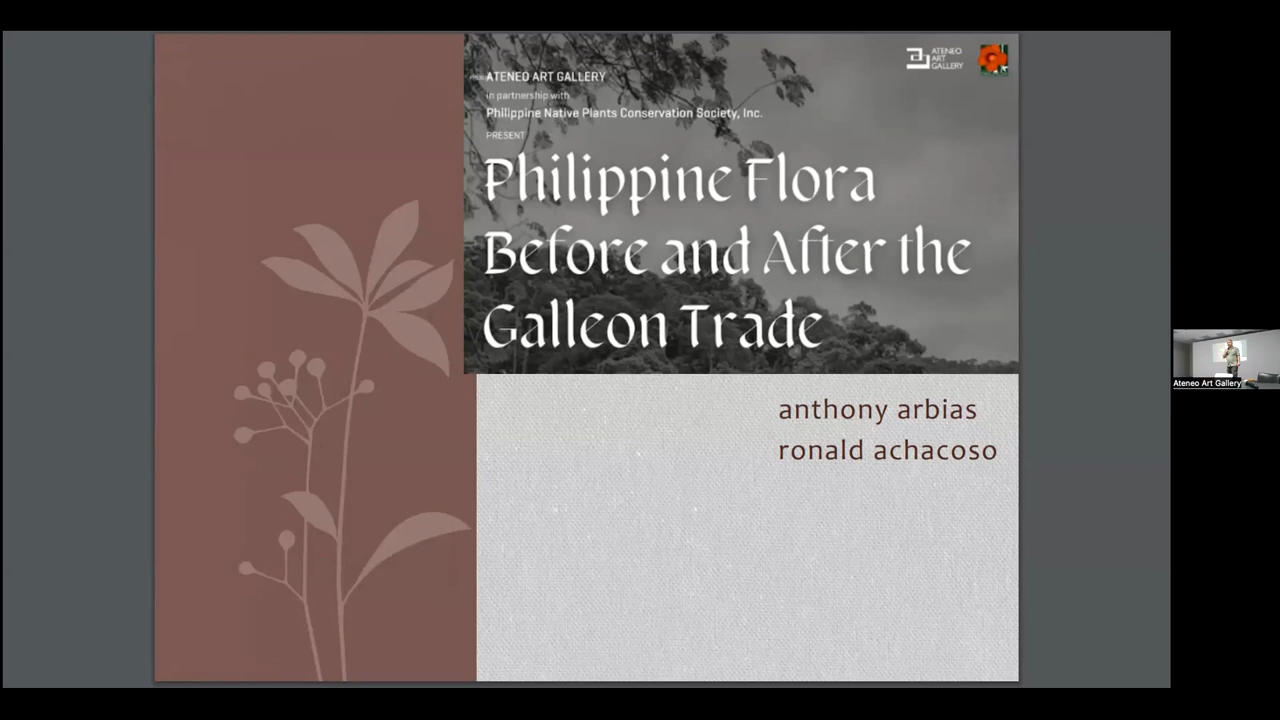 ATENEO ART GALLERY
in partnership with
Philippine Native Plants Conservation Society, Inc.
PRESENT
Philippine Flora
Before and After the
Galleon Trade
ATENEO
ART
GALLERY
anthony arbias
ronald achacoso
Ateneo Art Gallery